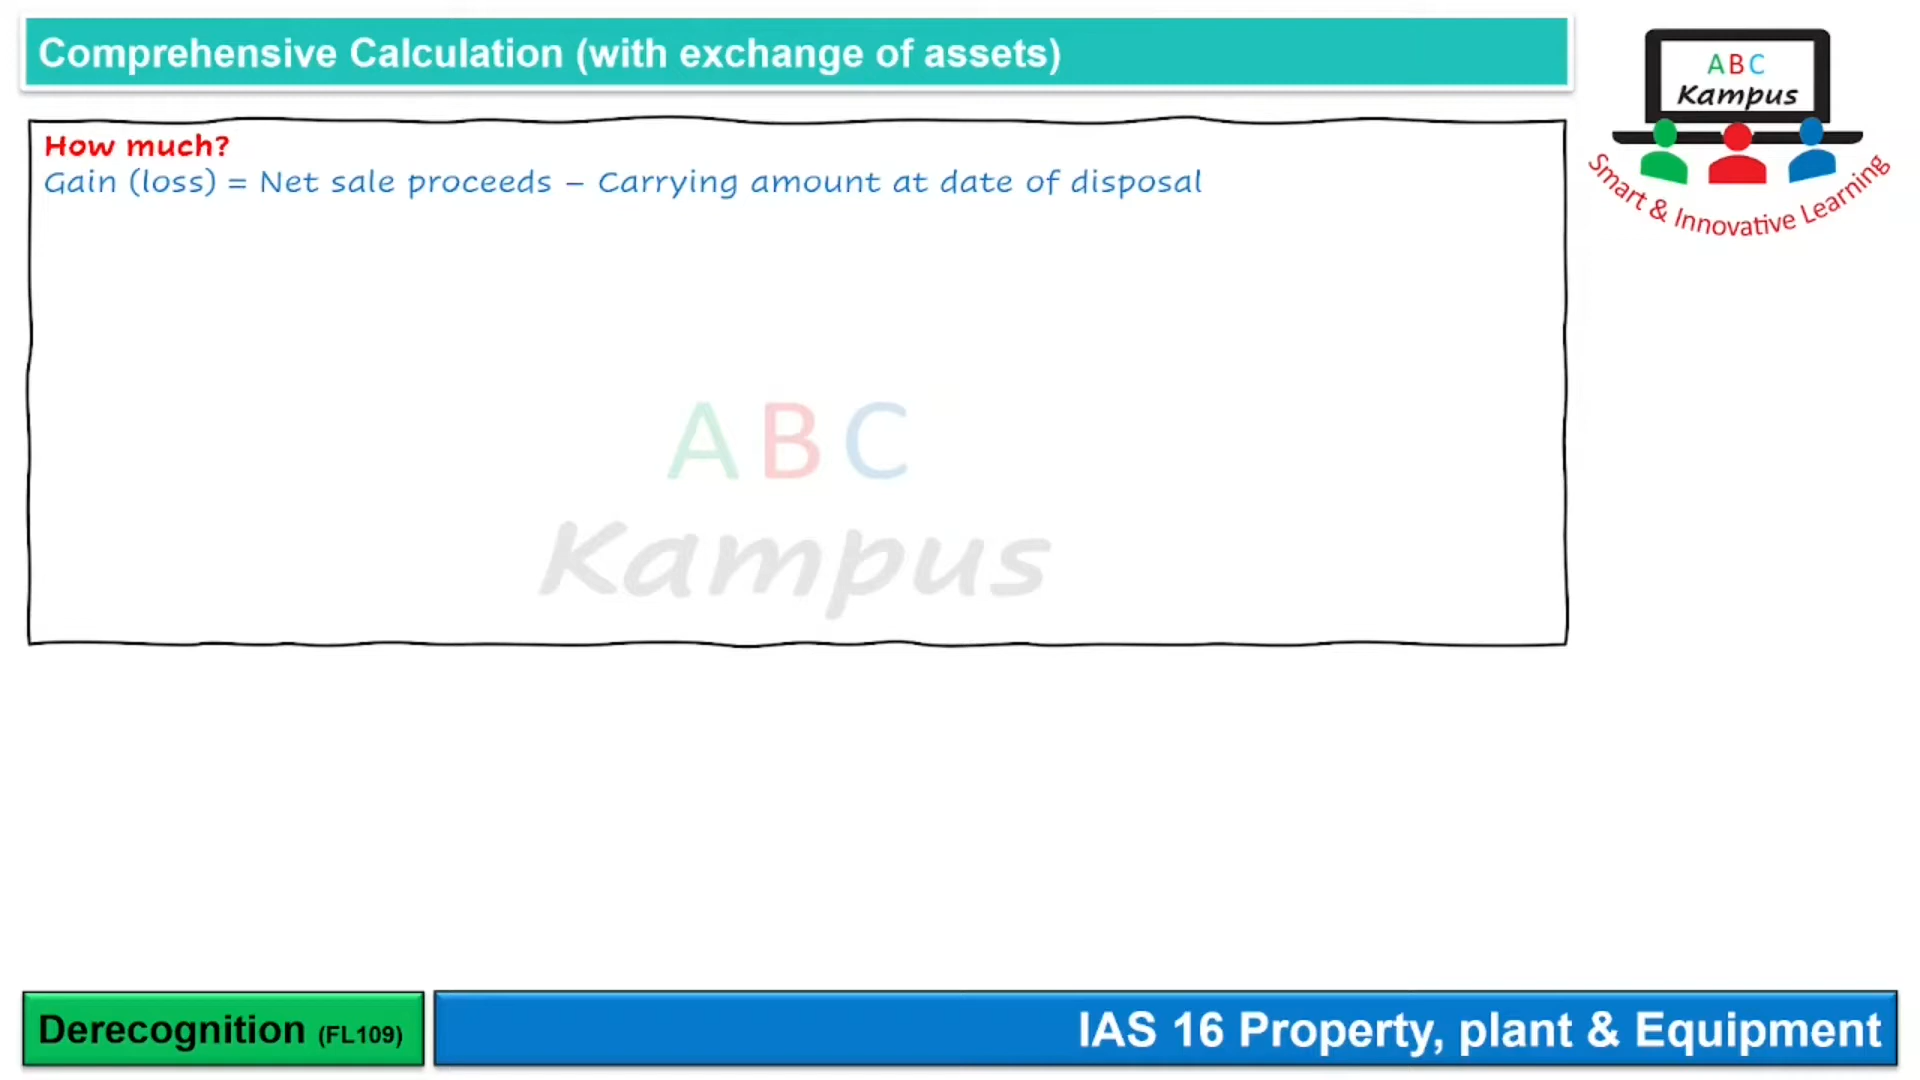 Comprehensive Calculation (with exchange of assets)
ABC
Kampus
Smart & Innovative Learning
How much?
Gain (loss) = Net sale proceeds – Carrying amount at date of disposal
ABC
Kampus
Derecognition (FL109)
IAS 16 Property, plant & Equipment